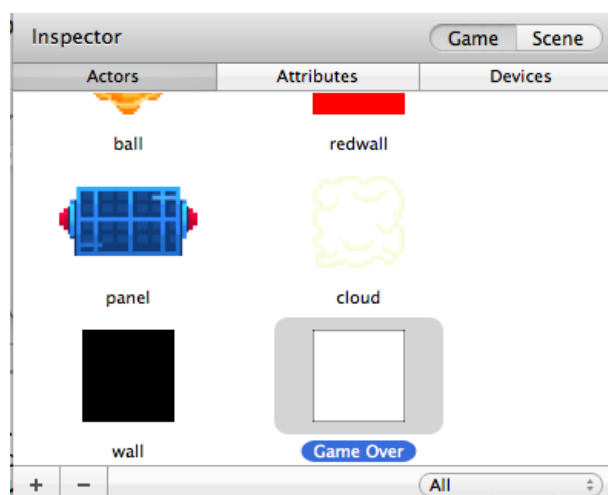 Inspector Game Scene
Actors Attributes Devices
ball redwall
panel cloud
wall Game Over
+ − All